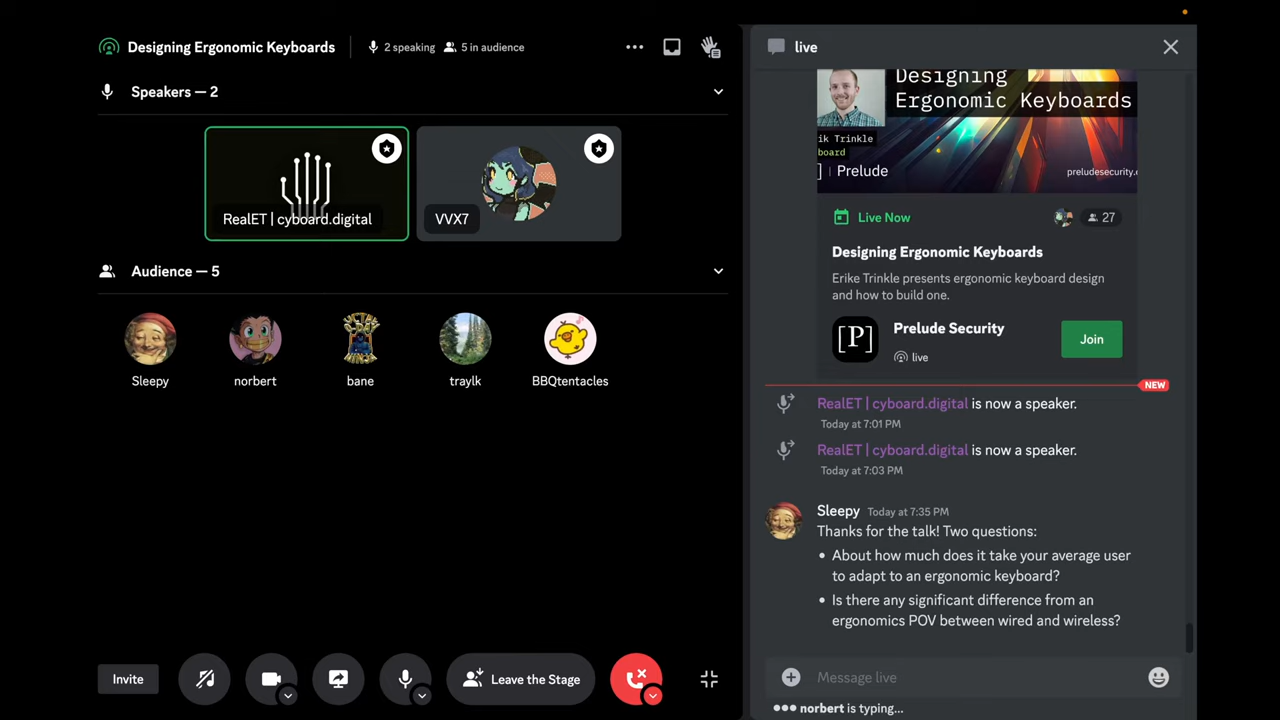 Designing Ergonomic Keyboards
2 speaking
5 in audience
Speakers — 2
RealET | cyboard.digital
VVX7
Audience — 5
Sleepy
norbert
bane
traylk
BBQtentacles
Invite
Leave the Stage
live
Designing
Ergonomic Keyboards
ik Trinkle
board
] | Prelude
preludesecurity.
Live Now
27
Designing Ergonomic Keyboards
Erike Trinkle presents ergonomic keyboard design
and how to build one.
[P]
Prelude Security
live
Join
NEW
RealET | cyboard.digital is now a speaker.
Today at 7:01 PM
RealET | cyboard.digital is now a speaker.
Today at 7:03 PM
Sleepy Today at 7:35 PM
Thanks for the talk! Two questions:
• About how much does it take your average user
to adapt to an ergonomic keyboard?
• Is there any significant difference from an
ergonomics POV between wired and wireless?
Message live
norbert is typing...